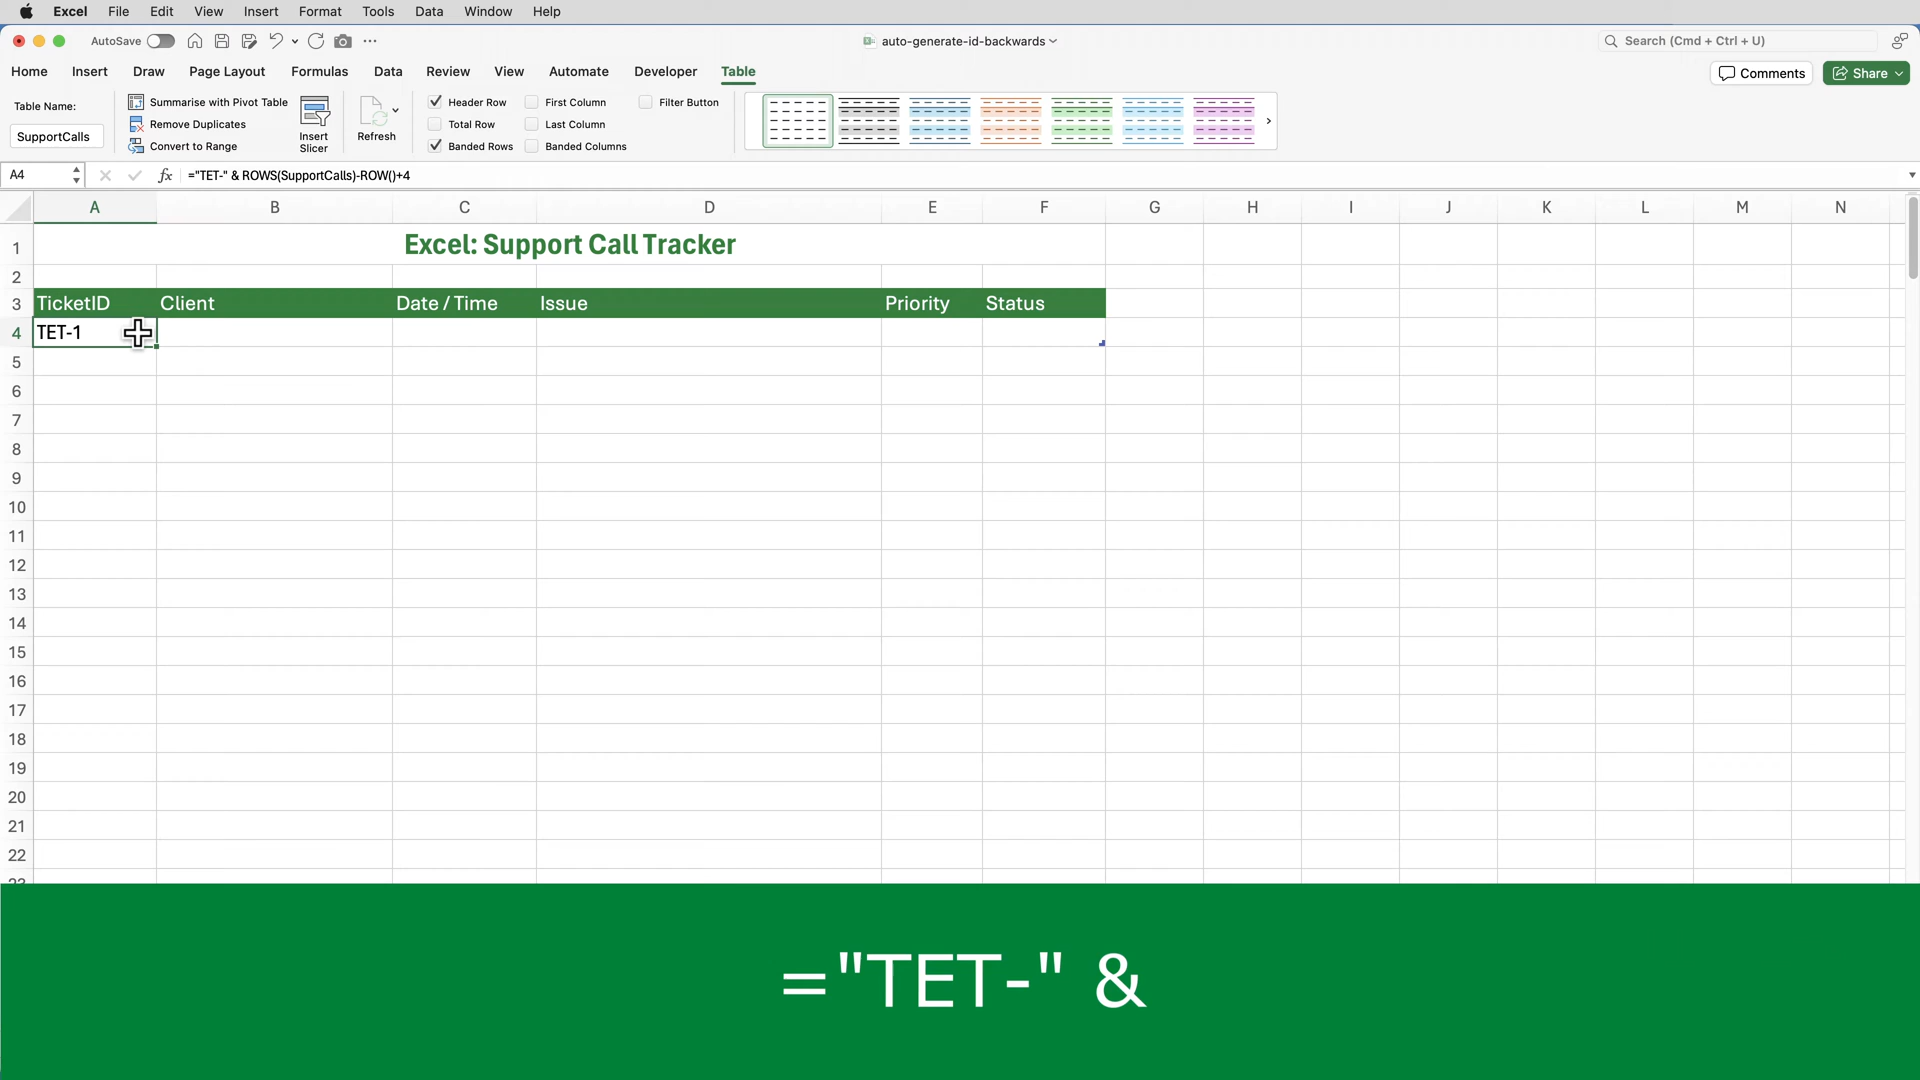 Excel File Edit View Insert Format Tools Data Window Help
AutoSave auto-generate-id-backwards Search (Cmd + Ctrl + U)
Home Insert Draw Page Layout Formulas Data Review View Automate Developer Table Comments Share
Table Name:
SupportCalls
Summarise with Pivot Table
Remove Duplicates
Convert to Range
Insert
Slicer
Refresh
Header Row First Column Filter Button
Total Row Last Column
Banded Rows Banded Columns
A4 fx ="TET-" & ROWS(SupportCalls)-ROW()+4
A B C D E F G H I J K L M N
1 Excel: Support Call Tracker
2
3 TicketID Client Date / Time Issue Priority Status
4 TET-1
5
6
7
8
9
10
11
12
13
14
15
16
17
18
19
20
21
22
23
="TET-" &